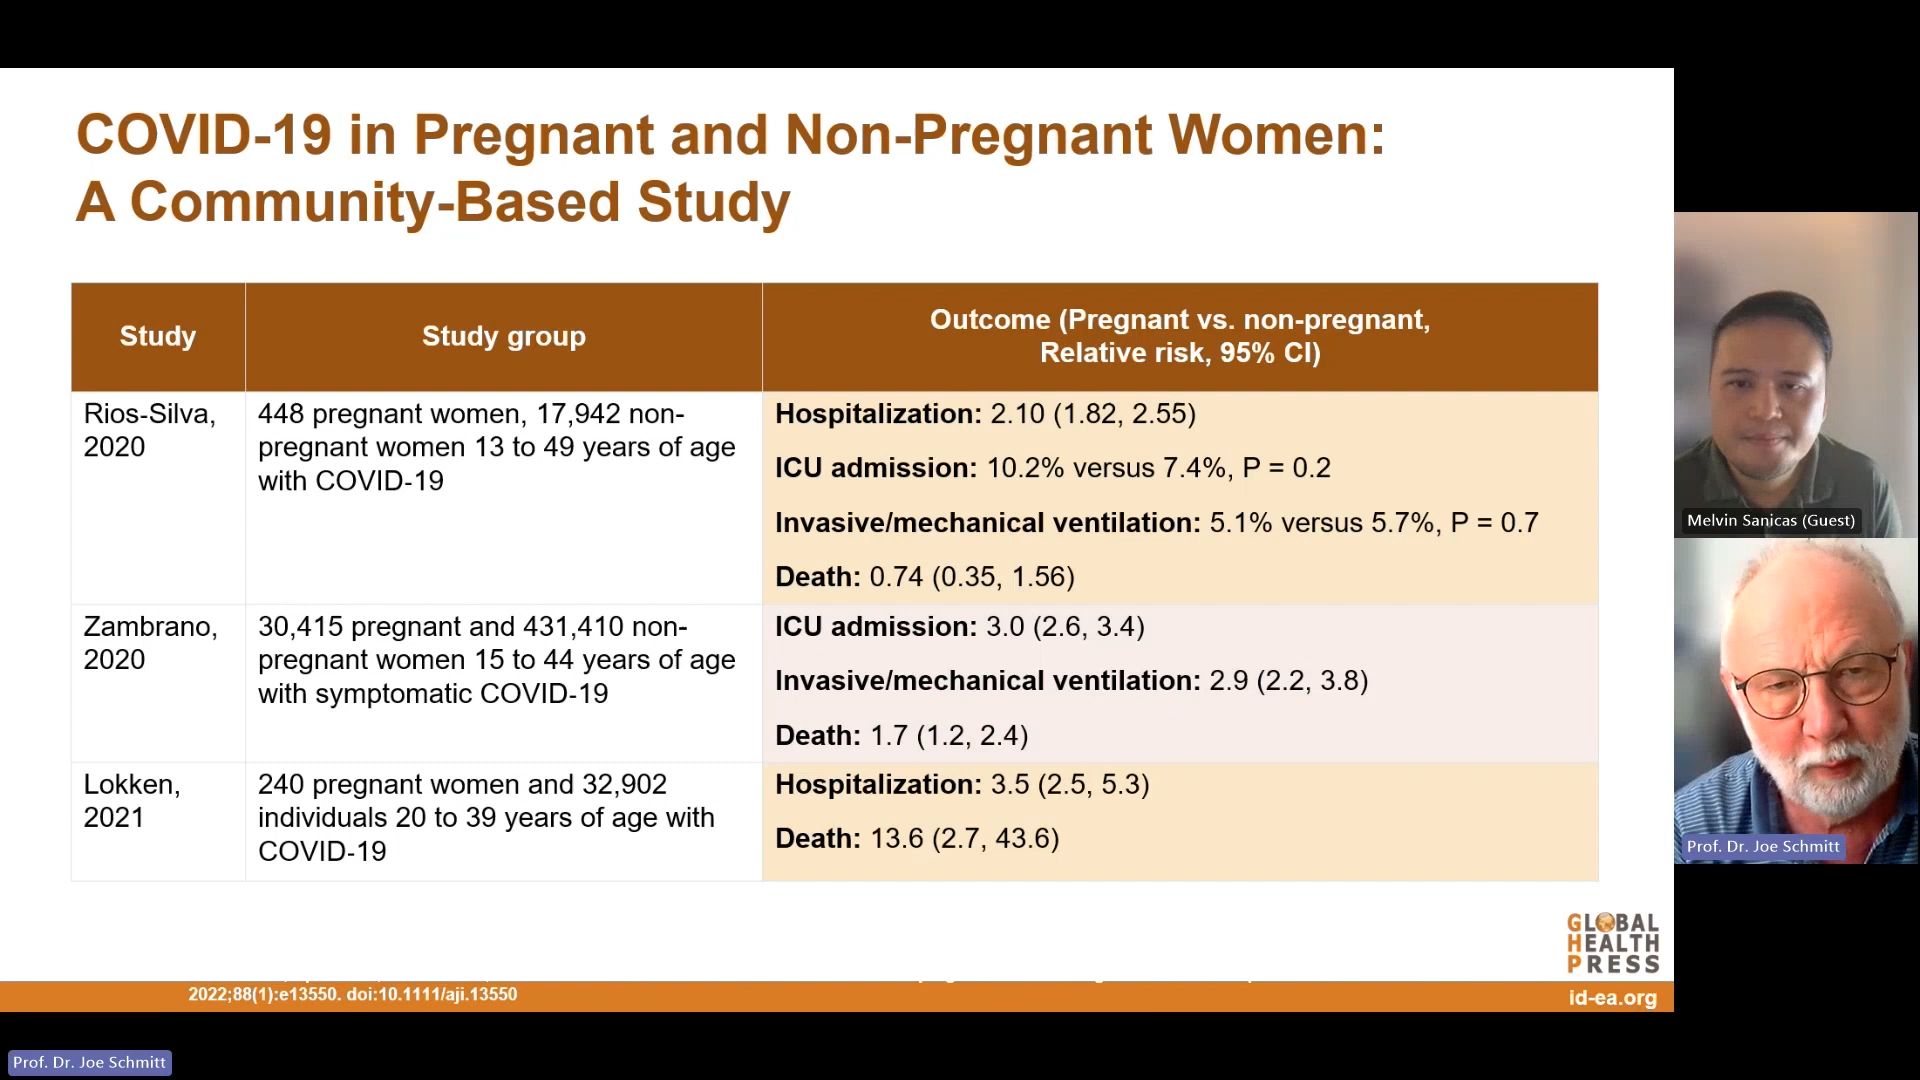 COVID-19 in Pregnant and Non-Pregnant Women:
A Community-Based Study
Study
Study group
Outcome (Pregnant vs. non-pregnant,
Relative risk, 95% CI)
Rios-Silva,
2020
448 pregnant women, 17,942 non-
pregnant women 13 to 49 years of age
with COVID-19
Hospitalization: 2.10 (1.82, 2.55)
ICU admission: 10.2% versus 7.4%, P = 0.2
Invasive/mechanical ventilation: 5.1% versus 5.7%, P = 0.7
Death: 0.74 (0.35, 1.56)
Zambrano,
2020
30,415 pregnant and 431,410 non-
pregnant women 15 to 44 years of age
with symptomatic COVID-19
ICU admission: 3.0 (2.6, 3.4)
Invasive/mechanical ventilation: 2.9 (2.2, 3.8)
Death: 1.7 (1.2, 2.4)
Lokken,
2021
240 pregnant women and 32,902
individuals 20 to 39 years of age with
COVID-19
Hospitalization: 3.5 (2.5, 5.3)
Death: 13.6 (2.7, 43.6)
GLOBAL
HEALTH
PRESS
2022;88(1):e13550. doi:10.1111/aji.13550
id-ea.org
Melvin Sanicas (Guest)
Prof. Dr. Joe Schmitt
Prof. Dr. Joe Schmitt